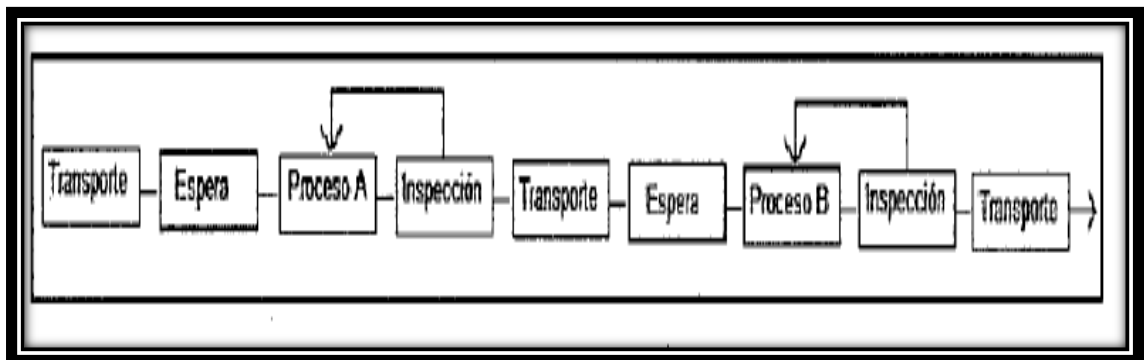 Transporte
Espera
Proceso A
Inspección
Transporte
Espera
Proceso B
Inspección
Transporte